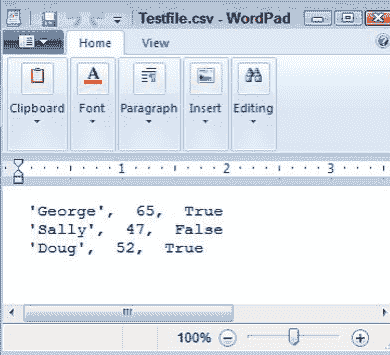 Testfile.csv - WordPad
Home View
Clipboard Font Paragraph Insert Editing
1 2 3
'George', 65, True
'Sally', 47, False
'Doug', 52, True
100%